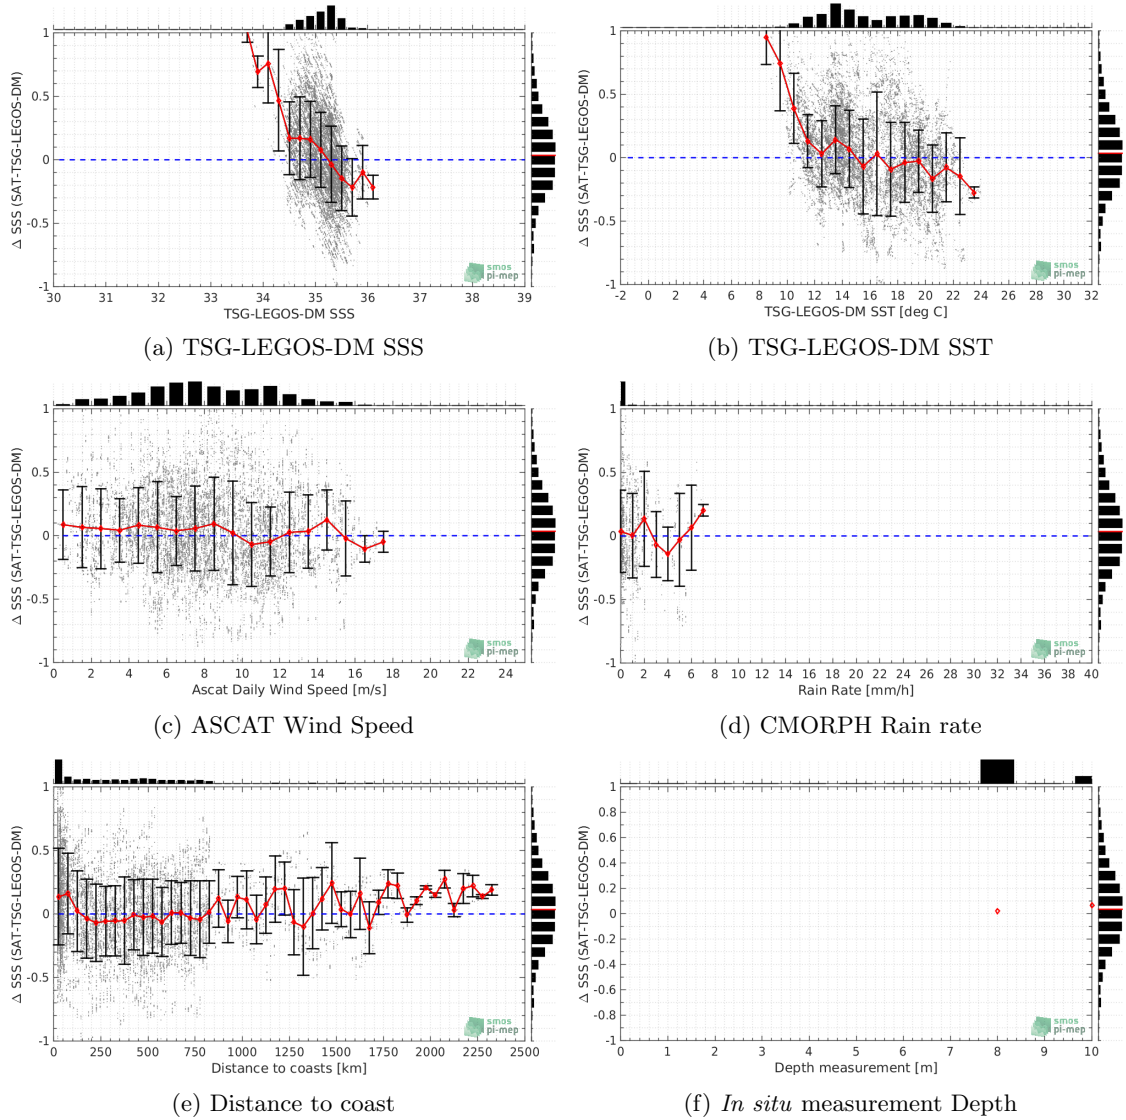 1
0.5
0
-0.5
-1
Δ SSS (SAT-TSG-LEGOS-DM)
30 31 32 33 34 35 36 37 38 39
TSG-LEGOS-DM SSS
smos
pi-mep
(a) TSG-LEGOS-DM SSS
1
0.5
0
-0.5
-1
Δ SSS (SAT-TSG-LEGOS-DM)
-2 0 2 4 6 8 10 12 14 16 18 20 22 24 26 28 30 32
TSG-LEGOS-DM SST [deg C]
smos
pi-mep
(b) TSG-LEGOS-DM SST
1
0.5
0
-0.5
-1
Δ SSS (SAT-TSG-LEGOS-DM)
0 2 4 6 8 10 12 14 16 18 20 22 24
Ascat Daily Wind Speed [m/s]
smos
pi-mep
(c) ASCAT Wind Speed
1
0.5
0
-0.5
-1
Δ SSS (SAT-TSG-LEGOS-DM)
0 2 4 6 8 10 12 14 16 18 20 22 24 26 28 30 32 34 36 38 40
Rain Rate [mm/h]
smos
pi-mep
(d) CMORPH Rain rate
1
0.5
0
-0.5
-1
Δ SSS (SAT-TSG-LEGOS-DM)
0 250 500 750 1000 1250 1500 1750 2000 2250 2500
Distance to coasts [km]
smos
pi-mep
(e) Distance to coast
1
0.8
0.6
0.4
0.2
0
-0.2
-0.4
-0.6
-0.8
-1
Δ SSS (SAT-TSG-LEGOS-DM)
0 1 2 3 4 5 6 7 8 9 10
Depth measurement [m]
smos
pi-mep
(f) In situ measurement Depth